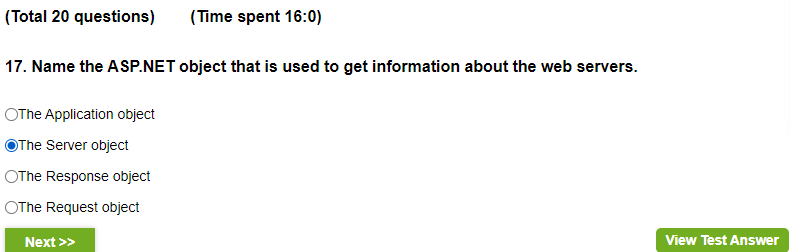 (Total 20 questions) (Time spent 16:0)
17. Name the ASP.NET object that is used to get information about the web servers.
The Application object
The Server object
The Response object
The Request object
Next >> View Test Answer